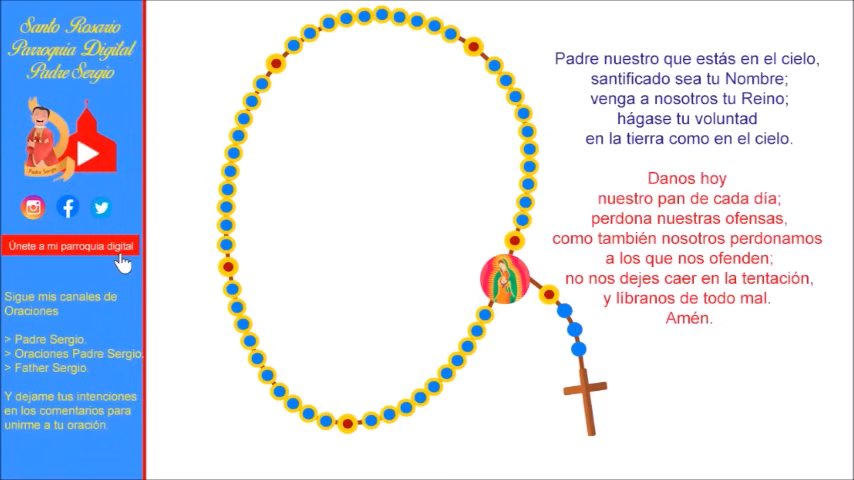 Santo Rosario
Parroquia Digital
Padre Sergio
Padre Sergio
Únete a mi parroquia digital
Sigue mis canales de
Oraciones
> Padre Sergio.
> Oraciones Padre Sergio.
> Father Sergio.
Y dejame tus intenciones
en los comentarios para
unirme a tu oración.
Padre nuestro que estás en el cielo,
santificado sea tu Nombre;
venga a nosotros tu Reino;
hágase tu voluntad
en la tierra como en el cielo.
Danos hoy
nuestro pan de cada día;
perdona nuestras ofensas,
como también nosotros perdonamos
a los que nos ofenden;
no nos dejes caer en la tentación,
y líbranos de todo mal.
Amén.